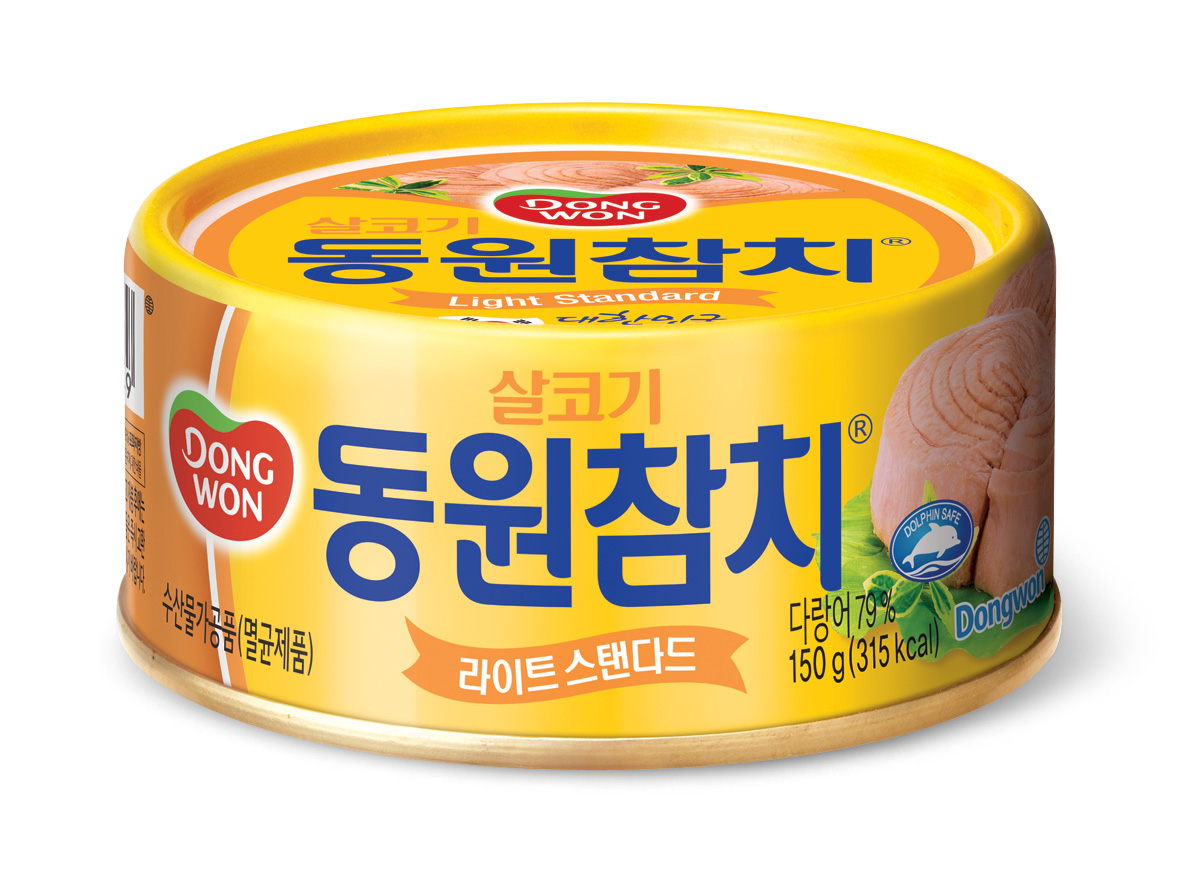 DONG
WON
살코기
동원참치®
Light Standard
살코기
동원참치®
DONG
WON
라이트 스탠다드
수산물가공품(멸균제품)
DOLPHIN SAFE
다랑어 79%
150 g (315 kcal)
Dongwon
9